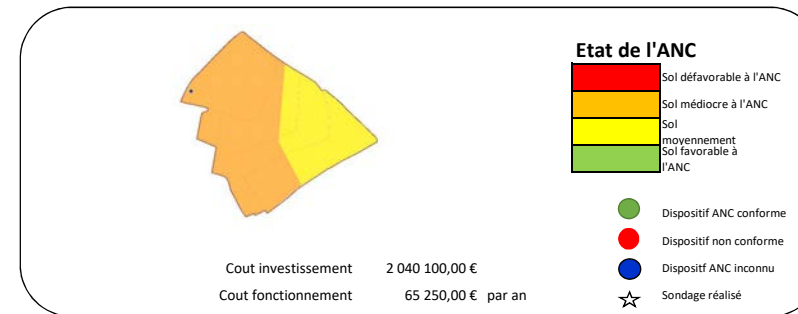 Etat de l'ANC
Sol défavorable à l'ANC
Sol médiocre à l'ANC
Sol
moyennement
Sol favorable à
l'ANC
Dispositif ANC conforme
Dispositif non conforme
Dispositf ANC inconnu
Sondage réalisé
Cout investissement 2 040 100,00 €
Cout fonctionnement 65 250,00 € par an